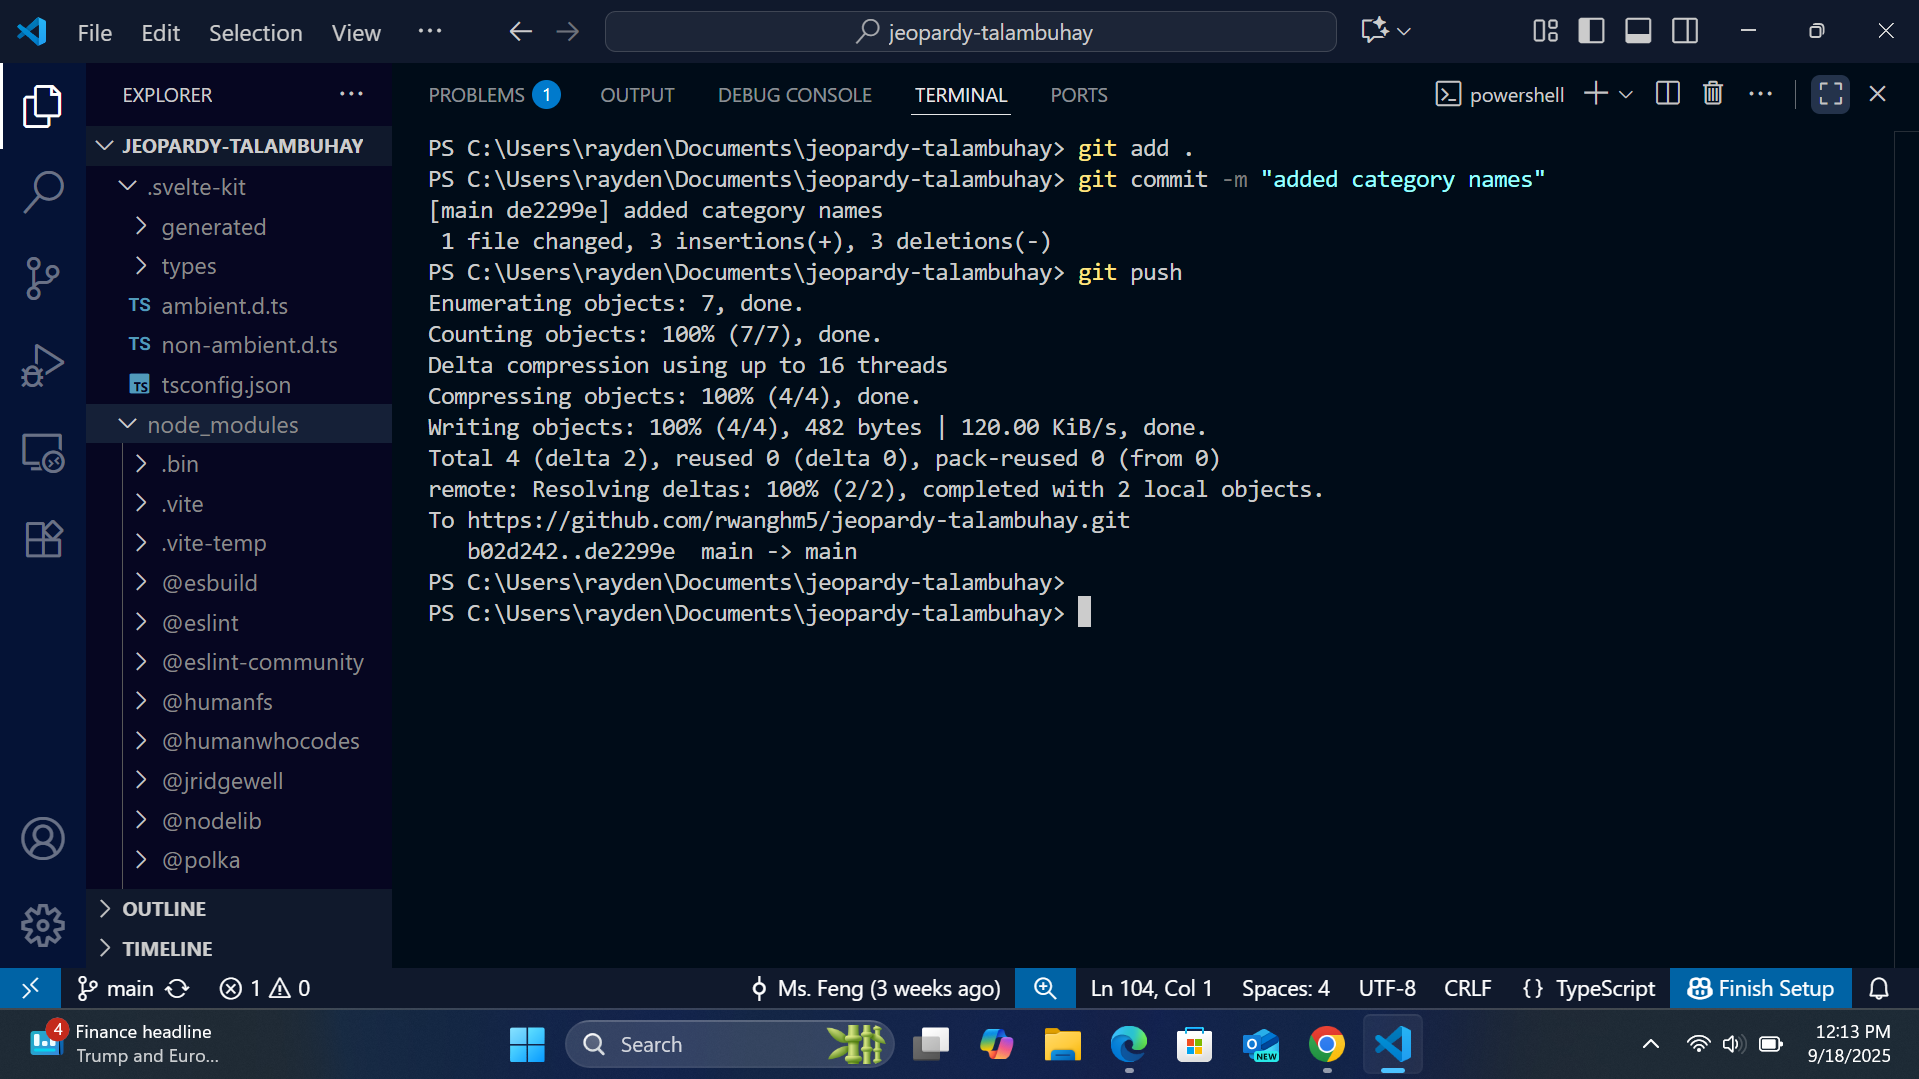 File Edit Selection View ...
jeopardy-talambuhay
EXPLORER
JEOPARDY-TALAMBUHAY
.svelte-kit
generated
types
TS ambient.d.ts
TS non-ambient.d.ts
TS tsconfig.json
node_modules
.bin
.vite
.vite-temp
@esbuild
@eslint
@eslint-community
@humanfs
@humanwhocodes
@jridgewell
@nodelib
@polka
OUTLINE
TIMELINE
PROBLEMS 1 OUTPUT DEBUG CONSOLE TERMINAL PORTS
powershell
PS C:\Users\rayden\Documents\jeopardy-talambuhay> git add .
PS C:\Users\rayden\Documents\jeopardy-talambuhay> git commit -m "added category names"
[main de2299e] added category names
1 file changed, 3 insertions(+), 3 deletions(-)
PS C:\Users\rayden\Documents\jeopardy-talambuhay> git push
Enumerating objects: 7, done.
Counting objects: 100% (7/7), done.
Delta compression using up to 16 threads
Compressing objects: 100% (4/4), done.
Writing objects: 100% (4/4), 482 bytes | 120.00 KiB/s, done.
Total 4 (delta 2), reused 0 (delta 0), pack-reused 0 (from 0)
remote: Resolving deltas: 100% (2/2), completed with 2 local objects.
To https://github.com/rwanghm5/jeopardy-talambuhay.git
b02d242..de2299e  main -> main
PS C:\Users\rayden\Documents\jeopardy-talambuhay>
PS C:\Users\rayden\Documents\jeopardy-talambuhay>
main 1 0 Ms. Feng (3 weeks ago) Ln 104, Col 1 Spaces: 4 UTF-8 CRLF {} TypeScript Finish Setup
4
Finance headline
Trump and Euro...
Search
NEW
12:13 PM
9/18/2025